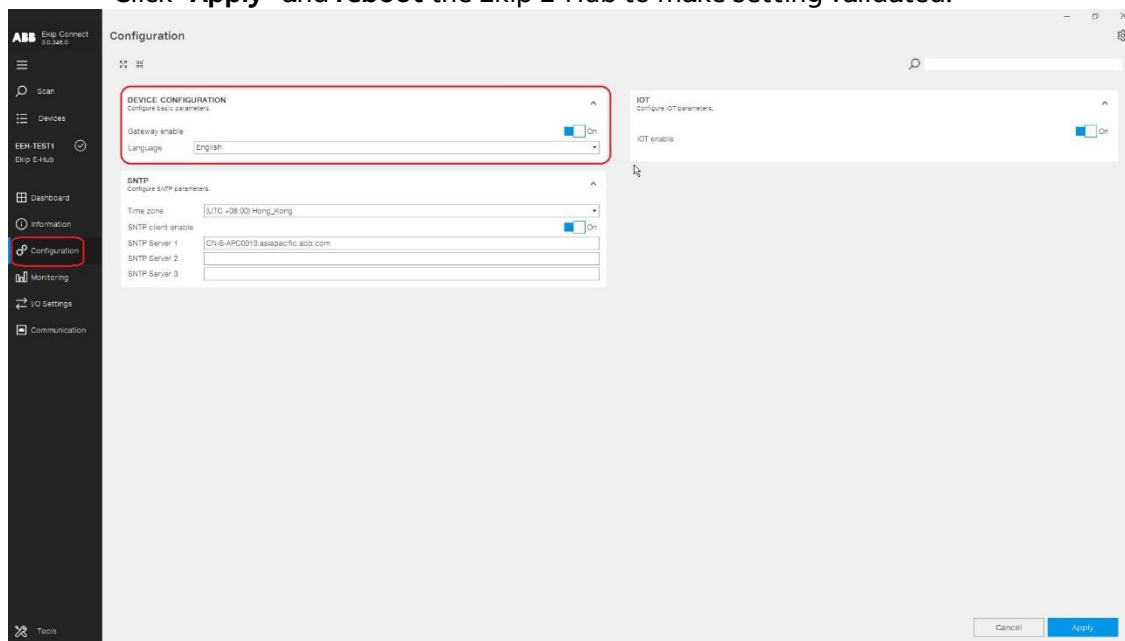 Click "Apply" and reboot the Ekip E-Hub to make setting validated.
ABB Ekip Connect
3.0.348.0
Configuration
Scan
Devices
EEH-TEST1
Ekip E-Hub
Dashboard
Information
Configuration
Monitoring
I/O Settings
Communication
Tools
DEVICE CONFIGURATION
Configure basic parameters.
Gateway enable On
Language English
SNTP
Configure SNTP parameters.
Time zone (UTC +08:00) Hong_Kong
SNTP client enable On
SNTP Server 1 CN-S-APC0013.asiapacific.abb.com
SNTP Server 2
SNTP Server 3
IOT
Configure IOT parameters.
IOT enable On
Cancel Apply